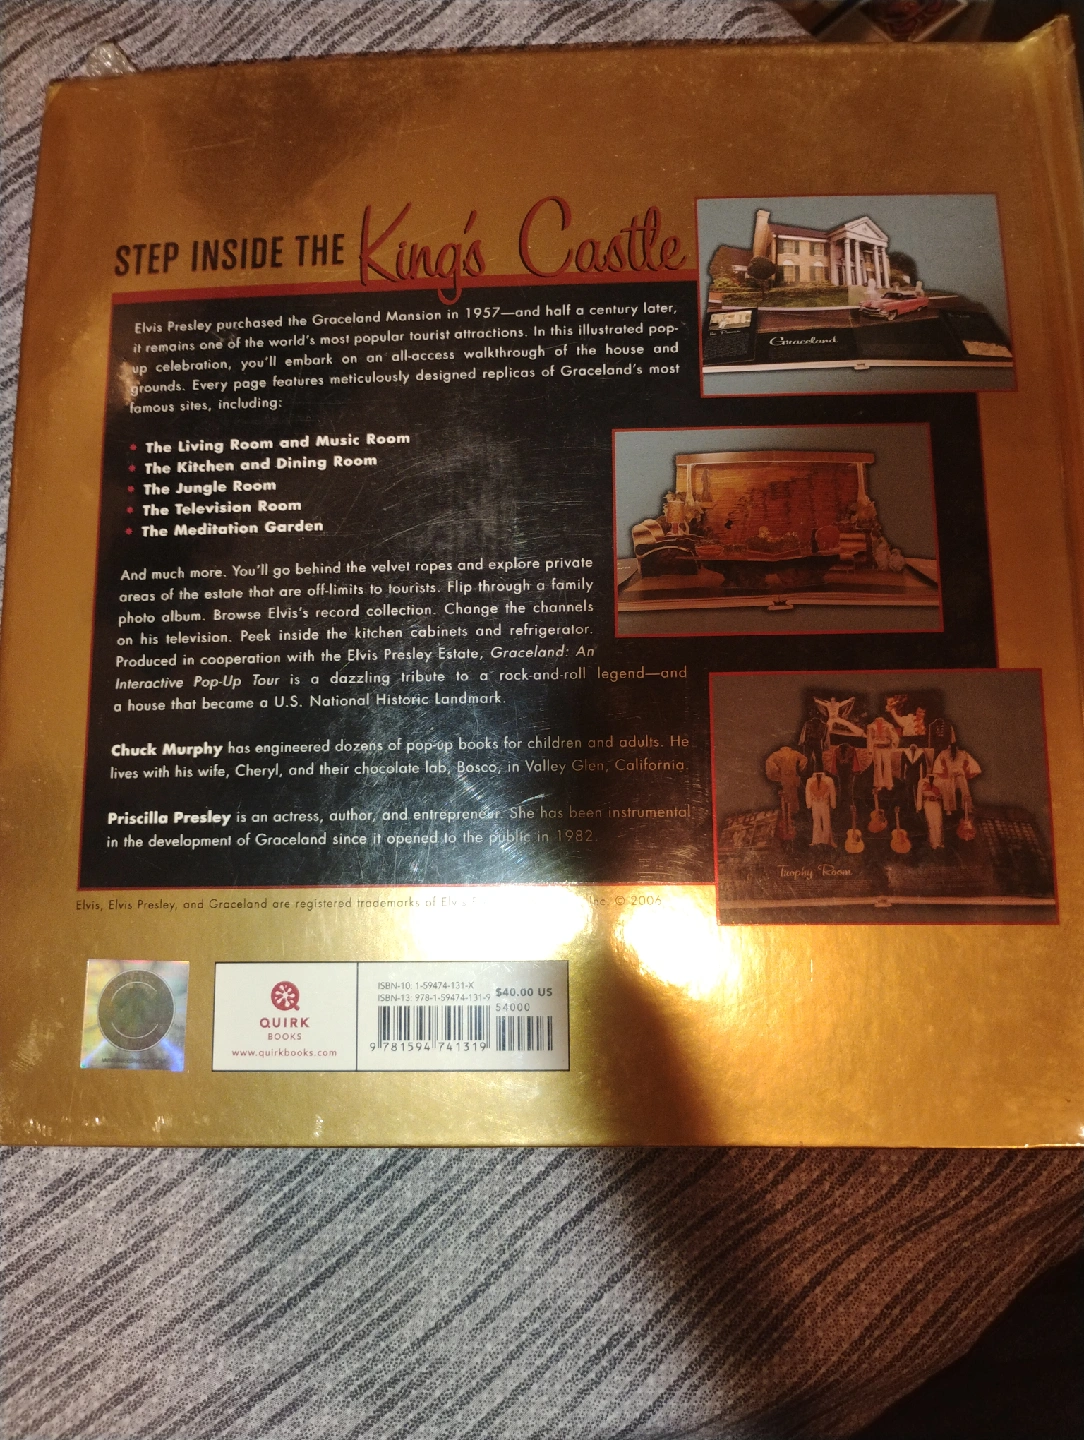 STEP INSIDE THE King's Castle
Elvis Presley purchased the Graceland Mansion in 1957—and half a century later,
it remains one of the world's most popular tourist attractions. In this illustrated pop-
up celebration, you'll embark on an all-access walkthrough of the house and
grounds. Every page features meticulously designed replicas of Graceland's most
famous sites, including:
• The Living Room and Music Room
• The Kitchen and Dining Room
• The Jungle Room
• The Television Room
• The Meditation Garden
And much more. You'll go behind the velvet ropes and explore private
areas of the estate that are off-limits to tourists. Flip through a family
photo album. Browse Elvis's record collection. Change the channels
on his television. Peek inside the kitchen cabinets and refrigerator.
Produced in cooperation with the Elvis Presley Estate, Graceland: An
Interactive Pop-Up Tour is a dazzling tribute to a rock-and-roll legend—and
a house that became a U.S. National Historic Landmark.
Chuck Murphy has engineered dozens of pop-up books for children and adults. He
lives with his wife, Cheryl, and their chocolate lab, Bosco, in Valley Glen, California.
Priscilla Presley is an actress, author, and entrepreneur. She has been instrumental
in the development of Graceland since it opened to the public in 1982.
Elvis, Elvis Presley, and Graceland are registered trademarks of Inc. © 2006
Graceland
Trophy Room
QUIRK
BOOKS
www.quirkbooks.com
ISBN-10: 1-59474-131-X
ISBN-13: 978-1-59474-131-9
$40.00 US
54000
9 781594 741319